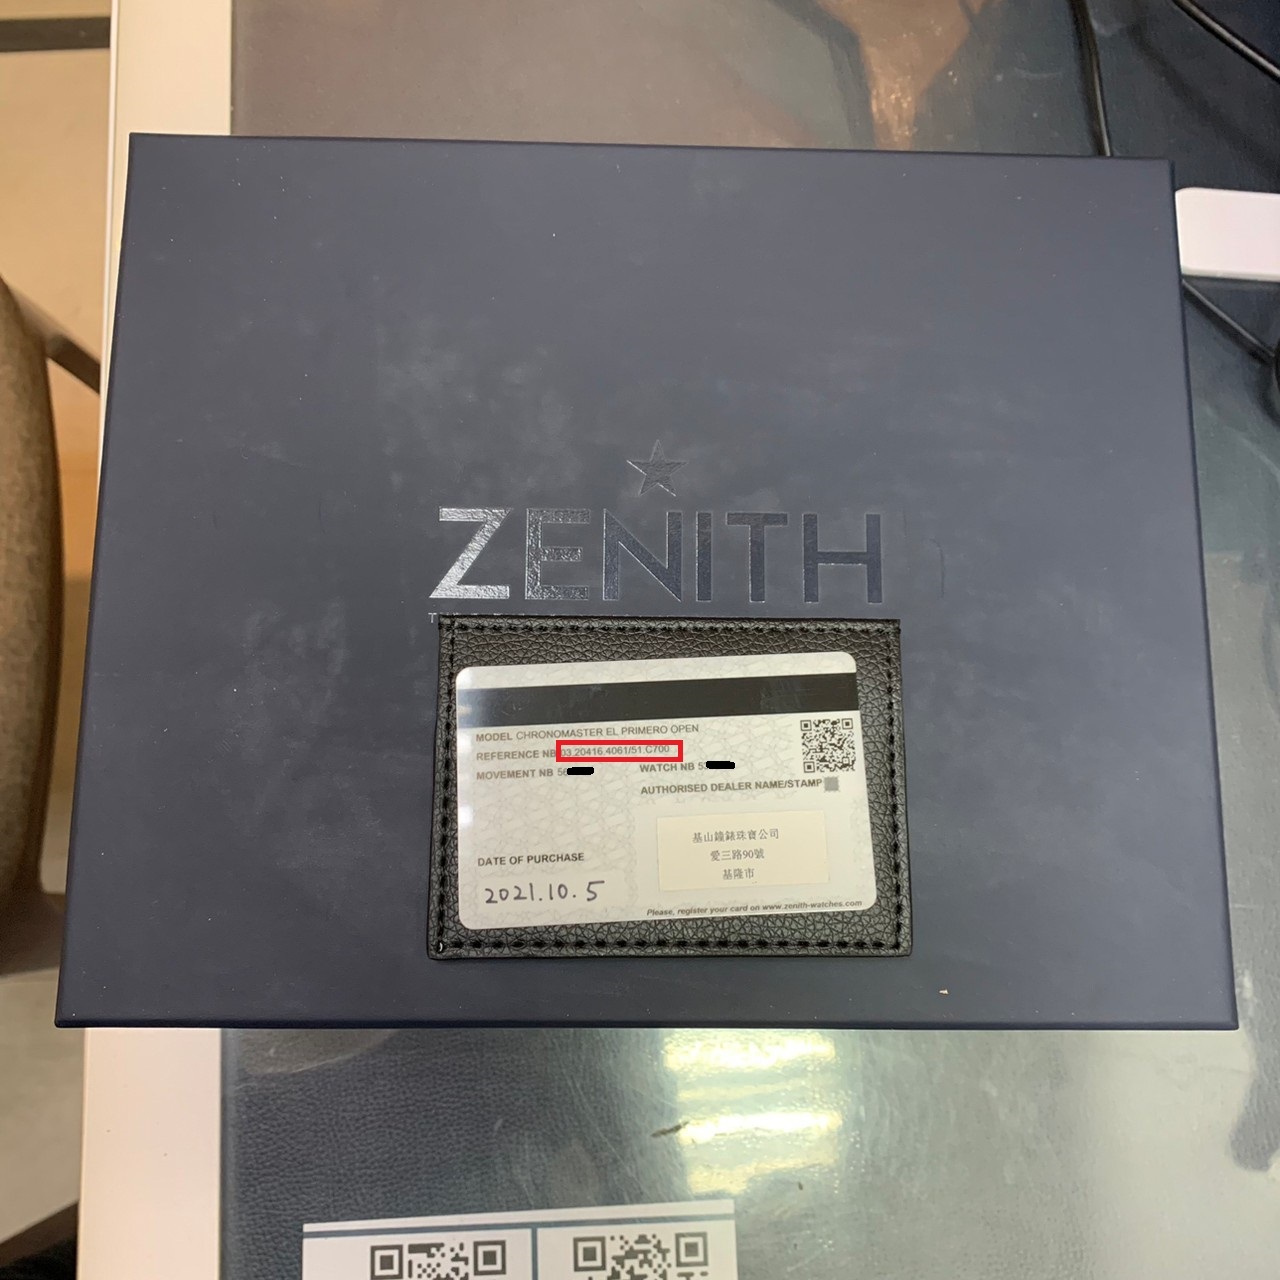 ZENITH
MODEL CHRONOMASTER EL PRIMERO OPEN
REFERENCE NB 03.20416.4061/51.C700
MOVEMENT NB
WATCH NB
AUTHORISED DEALER NAME/STAMP
基山鐘錶珠寶公司
愛三路90號
基隆市
DATE OF PURCHASE
2021.10.5
Please, register your card on www.zenith-watches.com